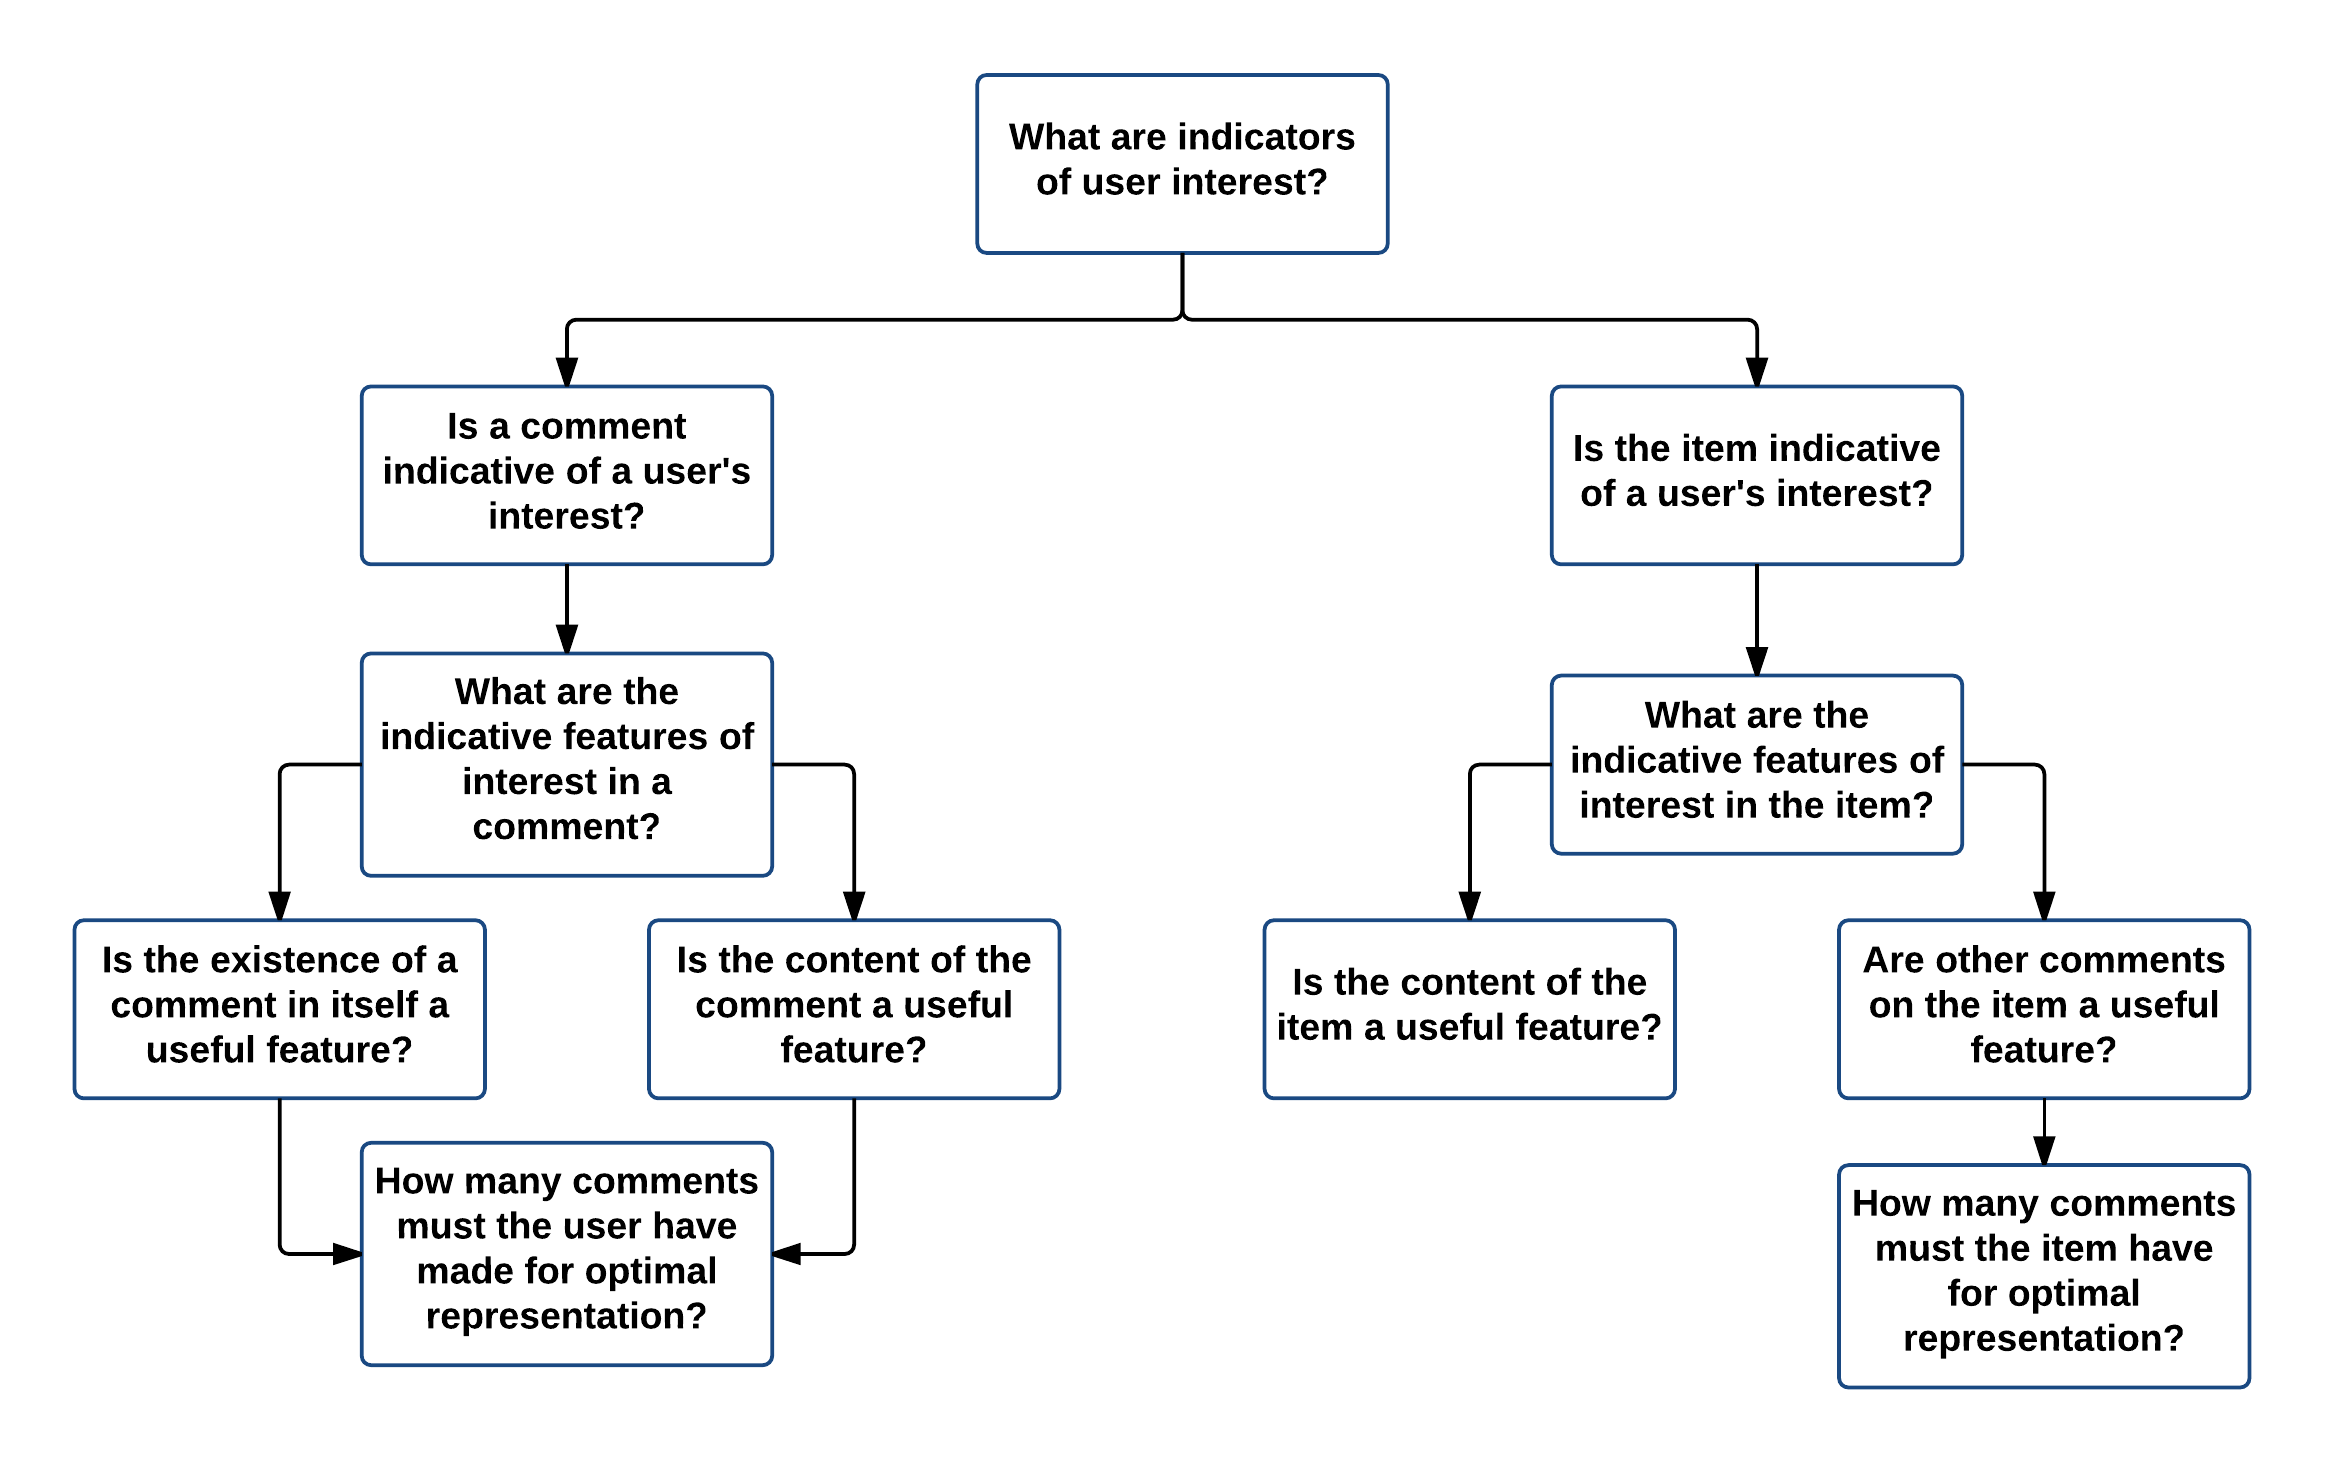 What are indicators
of user interest?
Is a comment
indicative of a user's
interest?
Is the item indicative
of a user's interest?
What are the
indicative features of
interest in a
comment?
What are the
indicative features of
interest in the item?
Is the existence of a
comment in itself a
useful feature?
Is the content of the
comment a useful
feature?
Is the content of the
item a useful feature?
Are other comments
on the item a useful
feature?
How many comments
must the user have
made for optimal
representation?
How many comments
must the item have
for optimal
representation?